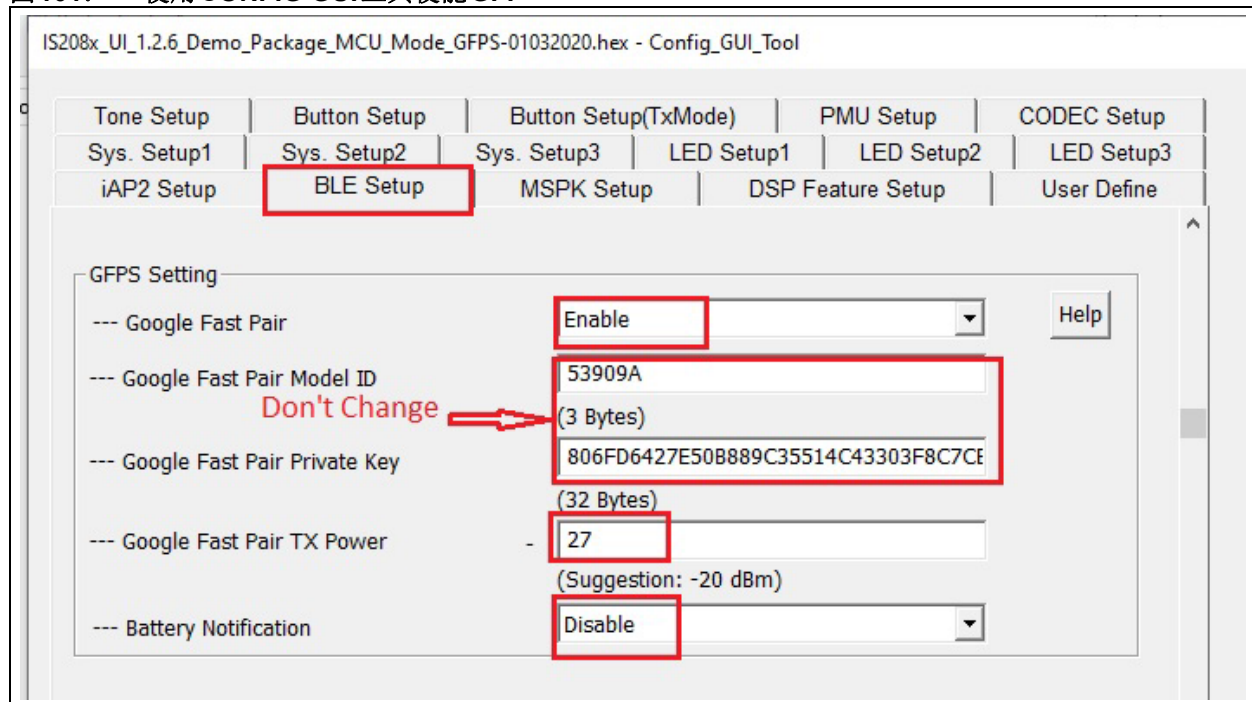 IS208x_UI_1.2.6_Demo_Package_MCU_Mode_GFPS-01032020.hex - Config_GUI_Tool
Tone Setup Button Setup Button Setup(TxMode) PMU Setup CODEC Setup
Sys. Setup1 Sys. Setup2 Sys. Setup3 LED Setup1 LED Setup2 LED Setup3
iAP2 Setup BLE Setup MSPK Setup DSP Feature Setup User Define
GFPS Setting
--- Google Fast Pair Enable Help
--- Google Fast Pair Model ID 53909A
Don't Change (3 Bytes)
--- Google Fast Pair Private Key 806FD6427E50B889C35514C43303F8C7CE
(32 Bytes)
--- Google Fast Pair TX Power - 27
(Suggestion: -20 dBm)
--- Battery Notification Disable